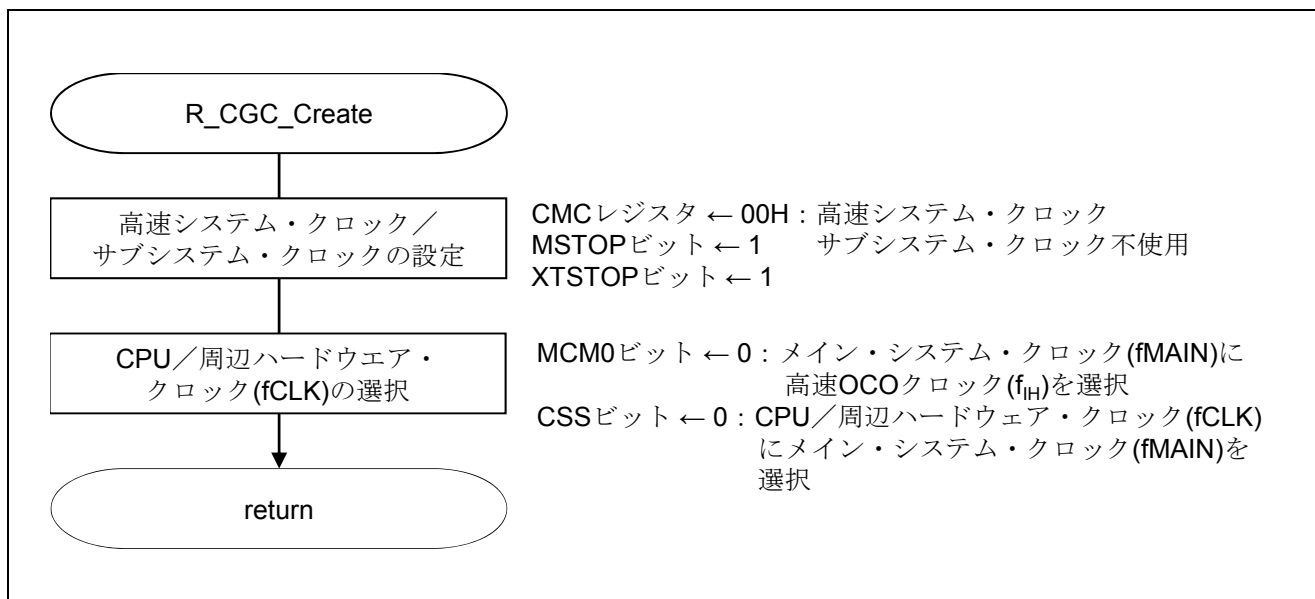 R_CGC_Create
高速システム・クロック／
サブシステム・クロックの設定
CMCレジスタ ← 00H：高速システム・クロック
MSTOPビット ← 1 サブシステム・クロック不使用
XTSTOPビット ← 1
CPU／周辺ハードウエア・
クロック(fCLK)の選択
MCM0ビット ← 0：メイン・システム・クロック(fMAIN)に
高速OCOクロック(fIH)を選択
CSSビット ← 0：CPU／周辺ハードウェア・クロック(fCLK)
にメイン・システム・クロック(fMAIN)を
選択
return